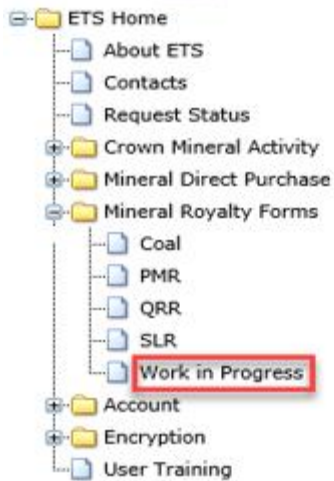 ETS Home
About ETS
Contacts
Request Status
Crown Mineral Activity
Mineral Direct Purchase
Mineral Royalty Forms
Coal
PMR
QRR
SLR
Work in Progress
Account
Encryption
User Training